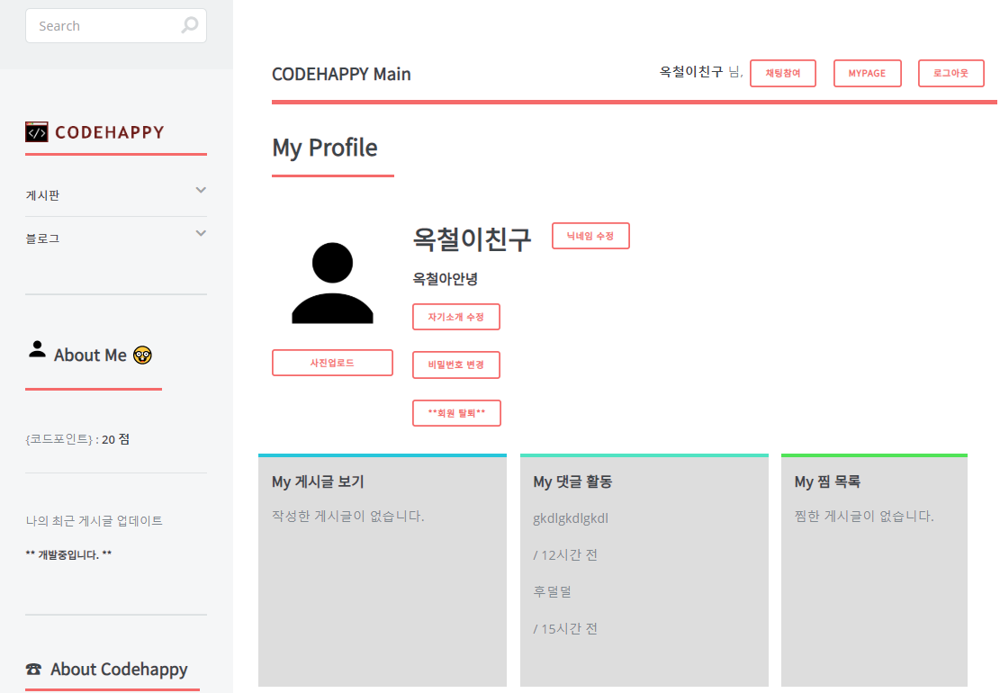 Search
CODEHAPPY
게시판
블로그
About Me
{코드포인트} : 20 점
나의 최근 게시글 업데이트
** 개발중입니다. **
About Codehappy
CODEHAPPY Main
옥철이친구 님,
채팅참여
MYPAGE
로그아웃
My Profile
옥철이친구
닉네임 수정
옥철아안녕
자기소개 수정
사진업로드
비밀번호 변경
**회원 탈퇴**
My 게시글 보기
작성한 게시글이 없습니다.
My 댓글 활동
gkdlgkdlgkdl
/ 12시간 전
후덜덜
/ 15시간 전
My 찜 목록
찜한 게시글이 없습니다.